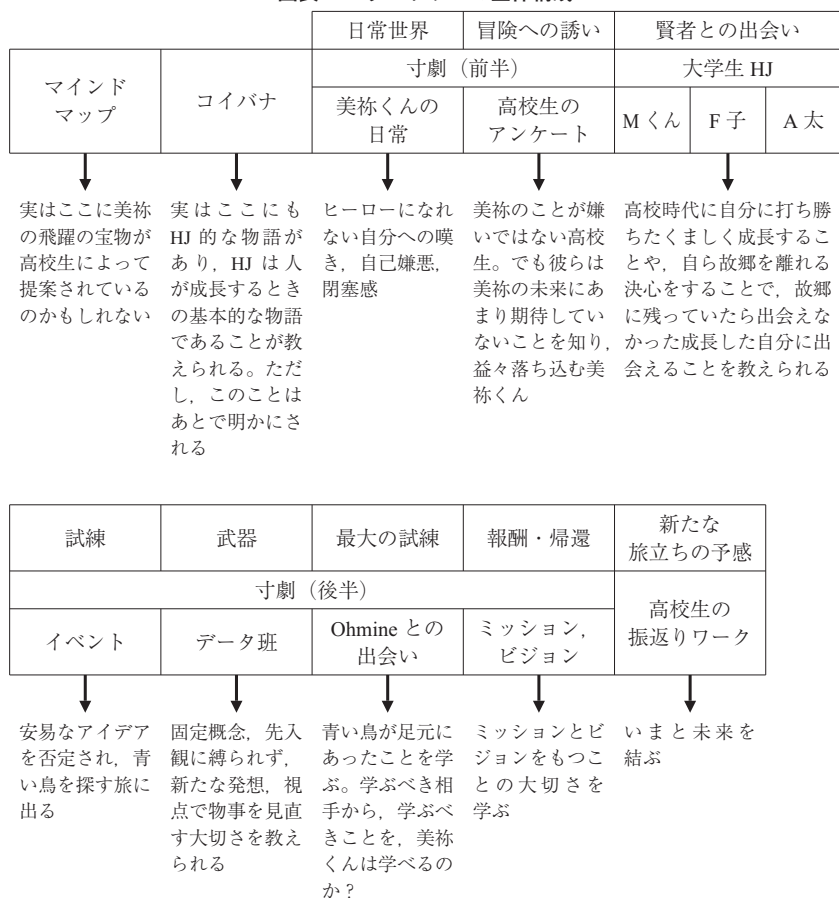 日常世界 冒険への誘い 賢者との出会い
マインド
マップ
コイバナ
寸劇（前半） 大学生 HJ
美祢くんの
日常
高校生の
アンケート
M くん F 子 A 太
実はここに美祢
の飛躍の宝物が
高校生によって
提案されている
のかもしれない
実はここにも
HJ 的な物語が
あり，HJ は人
が成長するとき
の基本的な物語
であることが教
えられる。ただ
し，このことは
あとで明かにさ
れる
ヒーローになれ
ない自分への嘆
き，自己嫌悪，
閉塞感
美祢のことが嫌
いではない高校
生。でも彼らは
美祢の未来にあ
まり期待してい
ないことを知り，
益々落ち込む美
祢くん
高校時代に自分に打ち勝
ちたくましく成長するこ
とや，自ら故郷を離れる
決心をすることで，故郷
に残っていたら出会えな
かった成長した自分に出
会えることを教えられる
試練 武器 最大の試練 報酬・帰還 新たな
旅立ちの予感
寸劇（後半）
高校生の
振返りワーク
イベント データ班 Ohmine との
出会い
ミッション，
ビジョン
安易なアイデア
を否定され，青
い鳥を探す旅に
出る
固定概念，先入
観に縛られず，
新たな発想，視
点で物事を見直
す大切さを教え
られる
青い鳥が足元に
あったことを学
ぶ。学ぶべき相
手から，学ぶべ
きことを，美祢
くんは学べるの
か？
ミッションとビ
ジョンをもつこ
との大切さを
学ぶ
いまと未来を
結ぶ